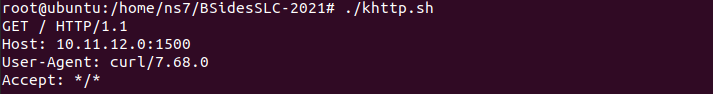 root@ubuntu:/home/ns7/BSidesSLC-2021# ./khttp.sh
GET / HTTP/1.1
Host: 10.11.12.0:1500
User-Agent: curl/7.68.0
Accept: */*